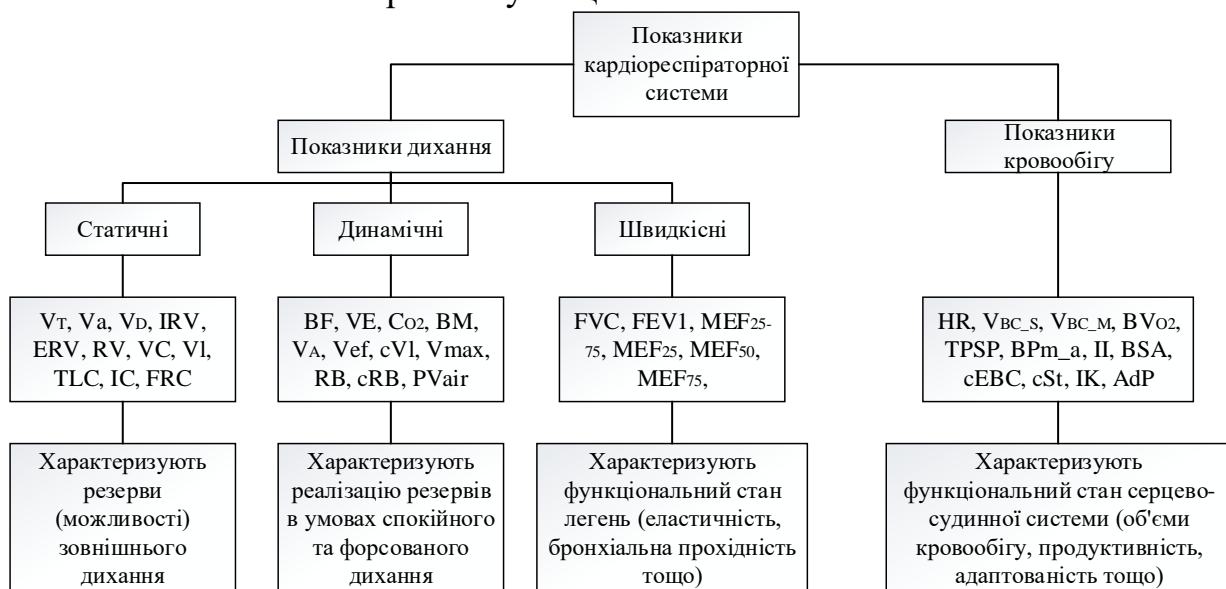 Показники
кардіореспіраторної
системи
Показники дихання
Показники
кровообігу
Статичні
Динамічні
Швидкісні
VT, Va, VD, IRV,
ERV, RV, VC, Vl,
TLC, IC, FRC
BF, VE, CO2, BM,
VA, Vef, cVl, Vmax,
RB, cRB, PVair
FVC, FEV1, MEF25-
75, MEF25, MEF50,
MEF75,
HR, VBC_S, VBC_M, BVO2,
TPSP, BPm_a, II, BSA,
cEBC, cSt, IK, AdP
Характеризують
резерви
(можливості)
зовнішнього
дихання
Характеризують
реалізацію резервів
в умовах спокійного
та форсованого
дихання
Характеризують
функціональний стан
легень (еластичність,
бронхіальна прохідність
тощо)
Характеризують
функціональний стан серцево-
судинної системи (об'єми
кровообігу, продуктивність,
адаптованість тощо)